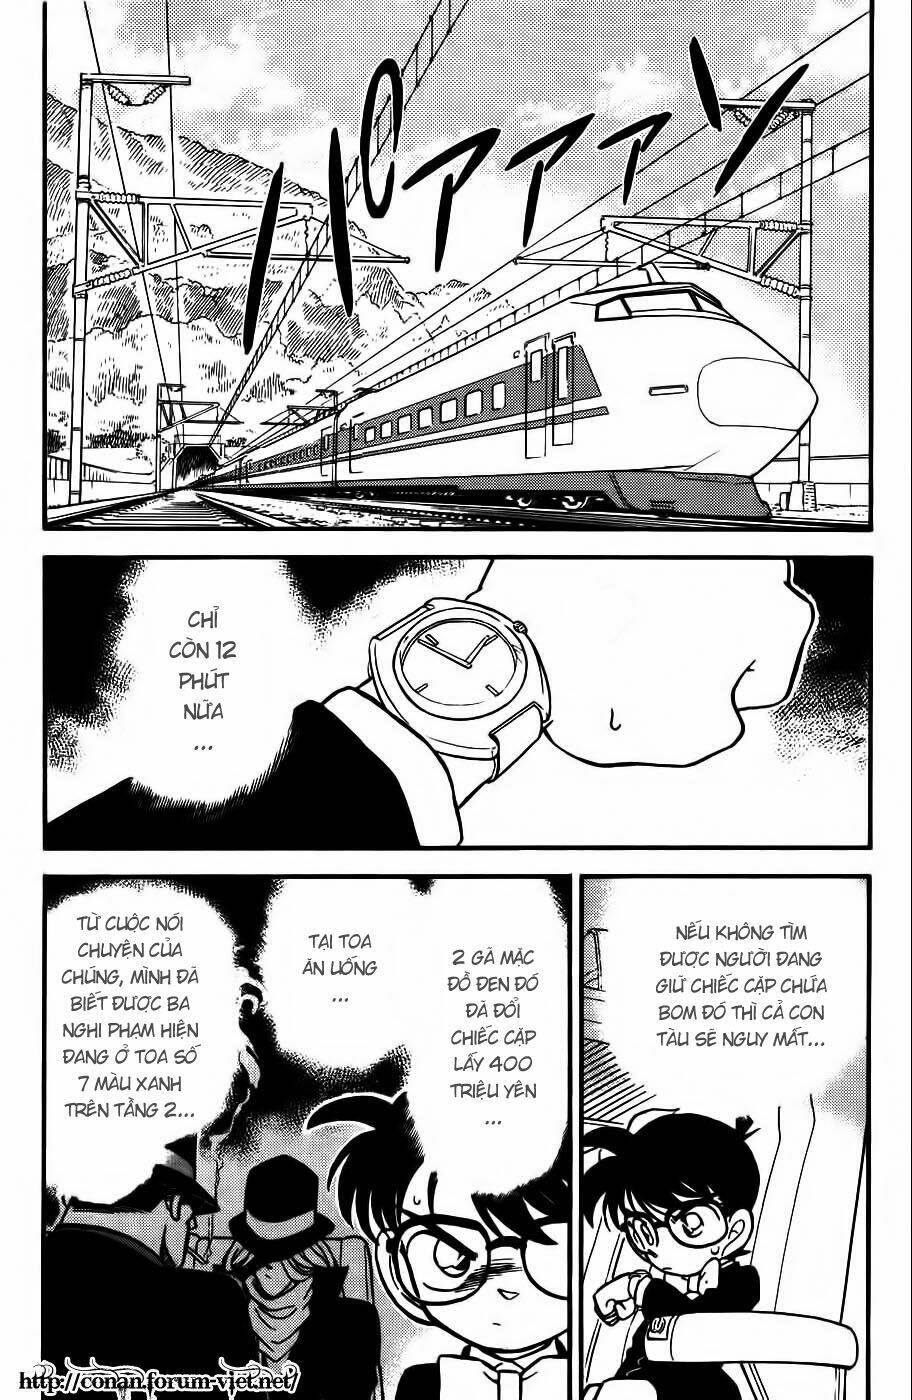 パアアアン
CHỈ
CÒN 12
PHÚT
NỮA
...
NẾU KHÔNG TÌM
ĐƯỢC NGƯỜI ĐANG
GIỮ CHIẾC CẶP CHỨA
BOM ĐÓ THÌ CẢ CON
TÀU SẼ NGUY MẤT...
2 GÃ MẶC
ĐỒ ĐEN ĐÓ
ĐÃ ĐỔI
CHIẾC CẶP
LẤY 400
TRIỆU YÊN
...
TẠI TOA
ĂN UỐNG
...
TỪ CUỘC NÓI
CHUYỆN CỦA
CHÚNG, MÌNH ĐÃ
BIẾT ĐƯỢC BA
NGHI PHẠM HIỆN
ĐANG Ở TOA SỐ
7 MÀU XANH
TRÊN TẦNG 2...
http://conan.forum-viet.net/